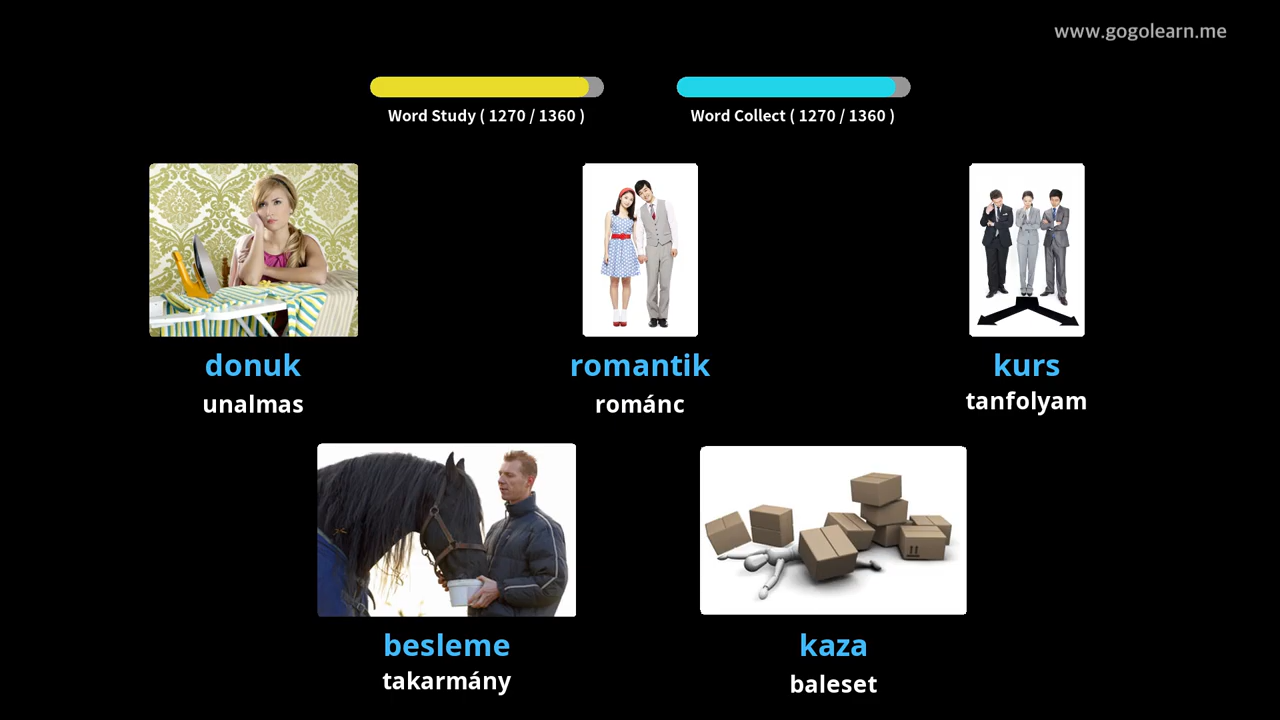 www.gogolearn.me
Word Study ( 1270 / 1360 )
Word Collect ( 1270 / 1360 )
donuk
unalmas
romantik
románc
kurs
tanfolyam
besleme
takarmány
kaza
baleset